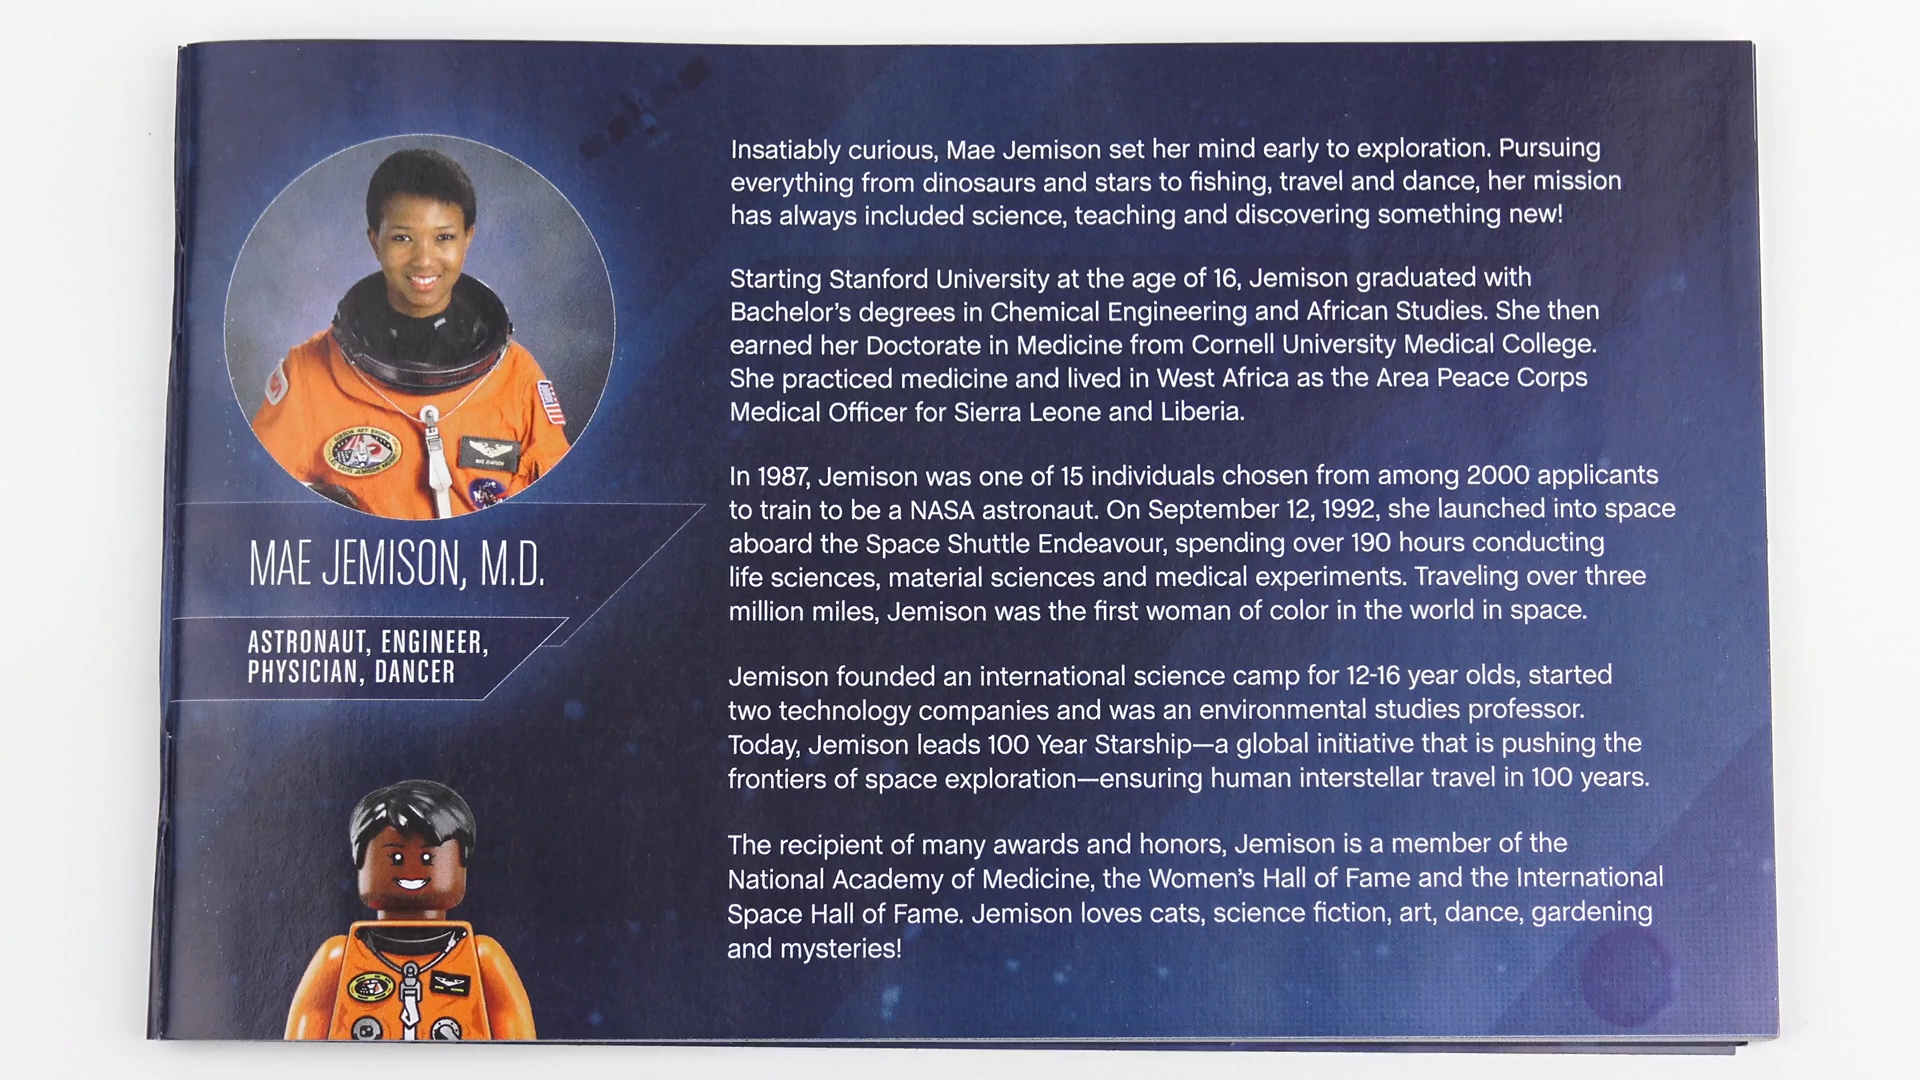 Insatiably curious, Mae Jemison set her mind early to exploration. Pursuing
everything from dinosaurs and stars to fishing, travel and dance, her mission
has always included science, teaching and discovering something new!
Starting Stanford University at the age of 16, Jemison graduated with
Bachelor's degrees in Chemical Engineering and African Studies. She then
earned her Doctorate in Medicine from Cornell University Medical College.
She practiced medicine and lived in West Africa as the Area Peace Corps
Medical Officer for Sierra Leone and Liberia.
In 1987, Jemison was one of 15 individuals chosen from among 2000 applicants
to train to be a NASA astronaut. On September 12, 1992, she launched into space
aboard the Space Shuttle Endeavour, spending over 190 hours conducting
life sciences, material sciences and medical experiments. Traveling over three
million miles, Jemison was the first woman of color in the world in space.
Jemison founded an international science camp for 12-16 year olds, started
two technology companies and was an environmental studies professor.
Today, Jemison leads 100 Year Starship—a global initiative that is pushing the
frontiers of space exploration—ensuring human interstellar travel in 100 years.
The recipient of many awards and honors, Jemison is a member of the
National Academy of Medicine, the Women's Hall of Fame and the International
Space Hall of Fame. Jemison loves cats, science fiction, art, dance, gardening
and mysteries!
MAE JEMISON, M.D.
ASTRONAUT, ENGINEER,
PHYSICIAN, DANCER